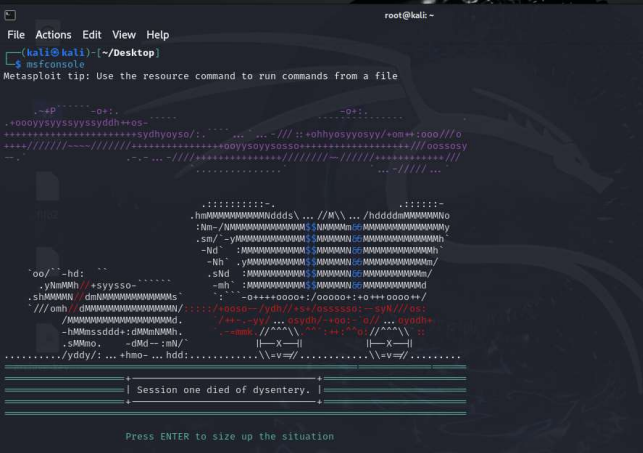 root@kali: ~
File Actions Edit View Help
(kali㉿kali)-[~/Desktop]
$ msfconsole
Metasploit tip: Use the resource command to run commands from a file
Session one died of dysentery.
Press ENTER to size up the situation